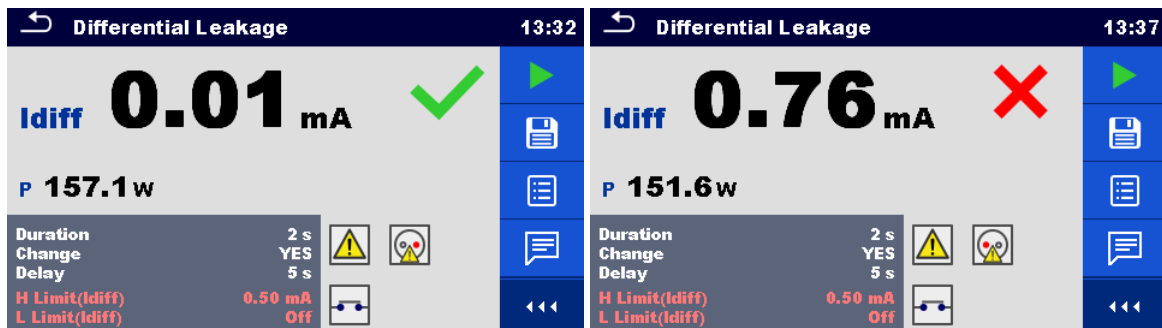 Differential Leakage 13:32
Idiff 0.01 mA
P 157.1 W
Duration 2 s
Change YES
Delay 5 s
H Limit(Idiff) 0.50 mA
L Limit(Idiff) Off
Differential Leakage 13:37
Idiff 0.76 mA
P 151.6 W
Duration 2 s
Change YES
Delay 5 s
H Limit(Idiff) 0.50 mA
L Limit(Idiff) Off